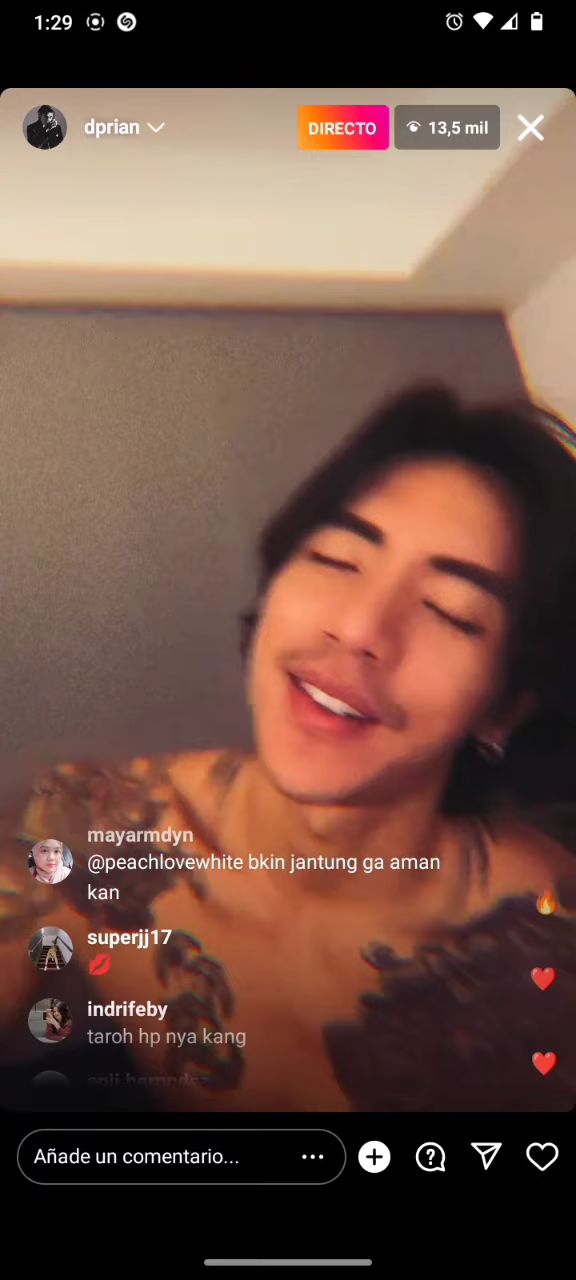 1:29
dprian
DIRECTO
13,5 mil
mayarmdyn
@peachlovewhite bkin jantung ga aman
kan
superjj17
💋
indrifeby
taroh hp nya kang
Añade un comentario...